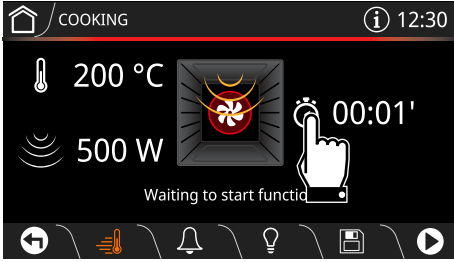 COOKING
12:30
200 °C
00:01'
500 W
Waiting to start functio